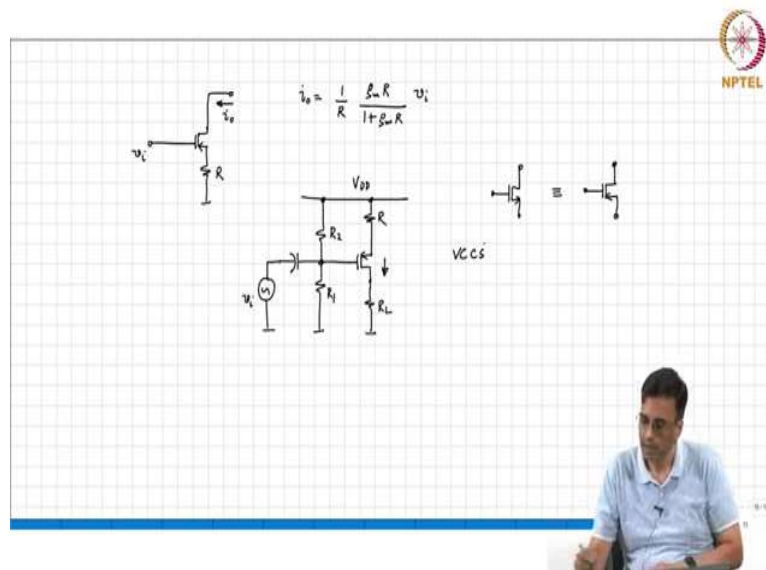 NPTEL
i₀ = 1/R gₘR/(1+gₘR) vᵢ
i₀
vᵢ
R
V_DD
R₂
R
VCCS
vᵢ
R₁
R_L
≡